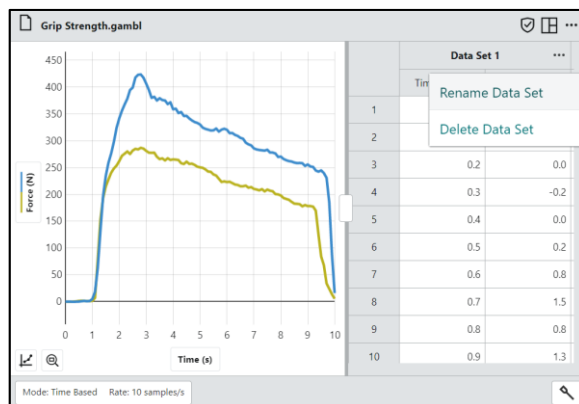 Grip Strength.gambl
450
400
350
300
250
200
150
100
50
0
Force (N)
0 1 2 3 4 5 6 7 8 9 10
Time (s)
Mode: Time Based Rate: 10 samples/s
Data Set 1
Rename Data Set
Delete Data Set
1
2
3 0.2 0.0
4 0.3 -0.2
5 0.4 0.0
6 0.5 0.2
7 0.6 0.8
8 0.7 1.5
9 0.8 0.8
10 0.9 1.3